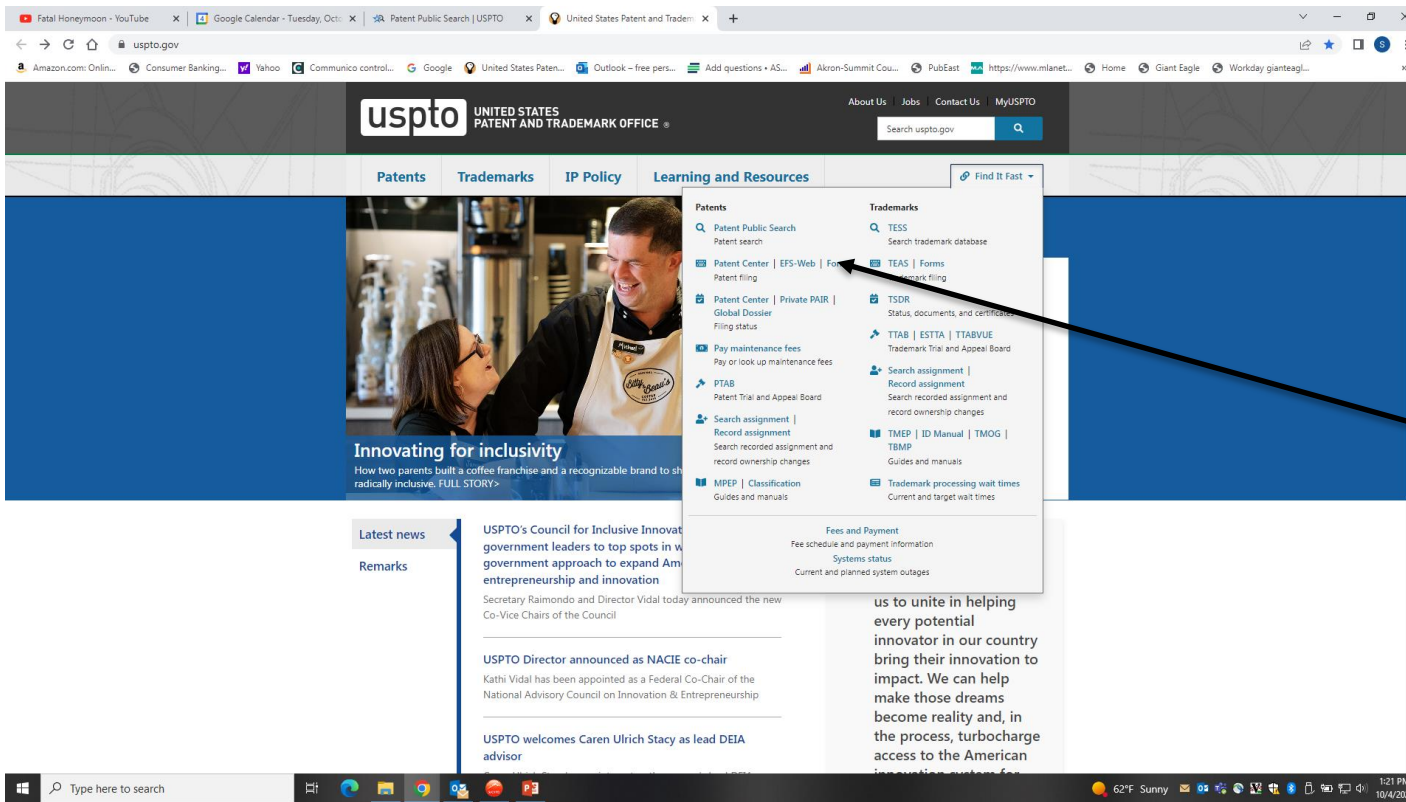 Fatal Honeymoon - YouTube
Google Calendar - Tuesday, Octo
Patent Public Search | USPTO
United States Patent and Tradem
uspto.gov
Amazon.com: Onlin...
Consumer Banking...
Yahoo
Communico control...
Google
United States Paten...
Outlook – free pers...
Add questions • AS...
Akron-Summit Cou...
PubEast
https://www.mlanet...
Home
Giant Eagle
Workday gianteagl...
uspto
UNITED STATES
PATENT AND TRADEMARK OFFICE ®
About Us | Jobs | Contact Us | MyUSPTO
Search uspto.gov
Patents Trademarks IP Policy Learning and Resources
Find It Fast
Patents
Patent Public Search
Patent search
Patent Center | EFS-Web |
Patent filing
Patent Center | Private PAIR |
Global Dossier
Filing status
Pay maintenance fees
Pay or look up maintenance fees
PTAB
Patent Trial and Appeal Board
Search assignment |
Record assignment
Search recorded assignment and
record ownership changes
MPEP | Classification
Guides and manuals
Trademarks
TESS
Search trademark database
TEAS | Forms
filing
TSDR
Status, documents, and certificates
TTAB | ESTTA | TTABVUE
Trademark Trial and Appeal Board
Search assignment |
Record assignment
Search recorded assignment and
record ownership changes
TMEP | ID Manual | TMOG |
TBMP
Guides and manuals
Trademark processing wait times
Current and target wait times
Fees and Payment
Fee schedule and payment information
Systems status
Current and planned system outages
Michael
Bitty & Beau's
Innovating for inclusivity
How two parents built a coffee franchise and a recognizable brand to sh
radically inclusive. FULL STORY>
Latest news
Remarks
USPTO's Council for Inclusive Innovat
government leaders to top spots in w
government approach to expand Am
entrepreneurship and innovation
Secretary Raimondo and Director Vidal today announced the new
Co-Vice Chairs of the Council
USPTO Director announced as NACIE co-chair
Kathi Vidal has been appointed as a Federal Co-Chair of the
National Advisory Council on Innovation & Entrepreneurship
USPTO welcomes Caren Ulrich Stacy as lead DEIA
advisor
us to unite in helping
every potential
innovator in our country
bring their innovation to
impact. We can help
make those dreams
become reality and, in
the process, turbocharge
access to the American
innovation system for
Type here to search
62°F Sunny
1:21 PM
10/4/20